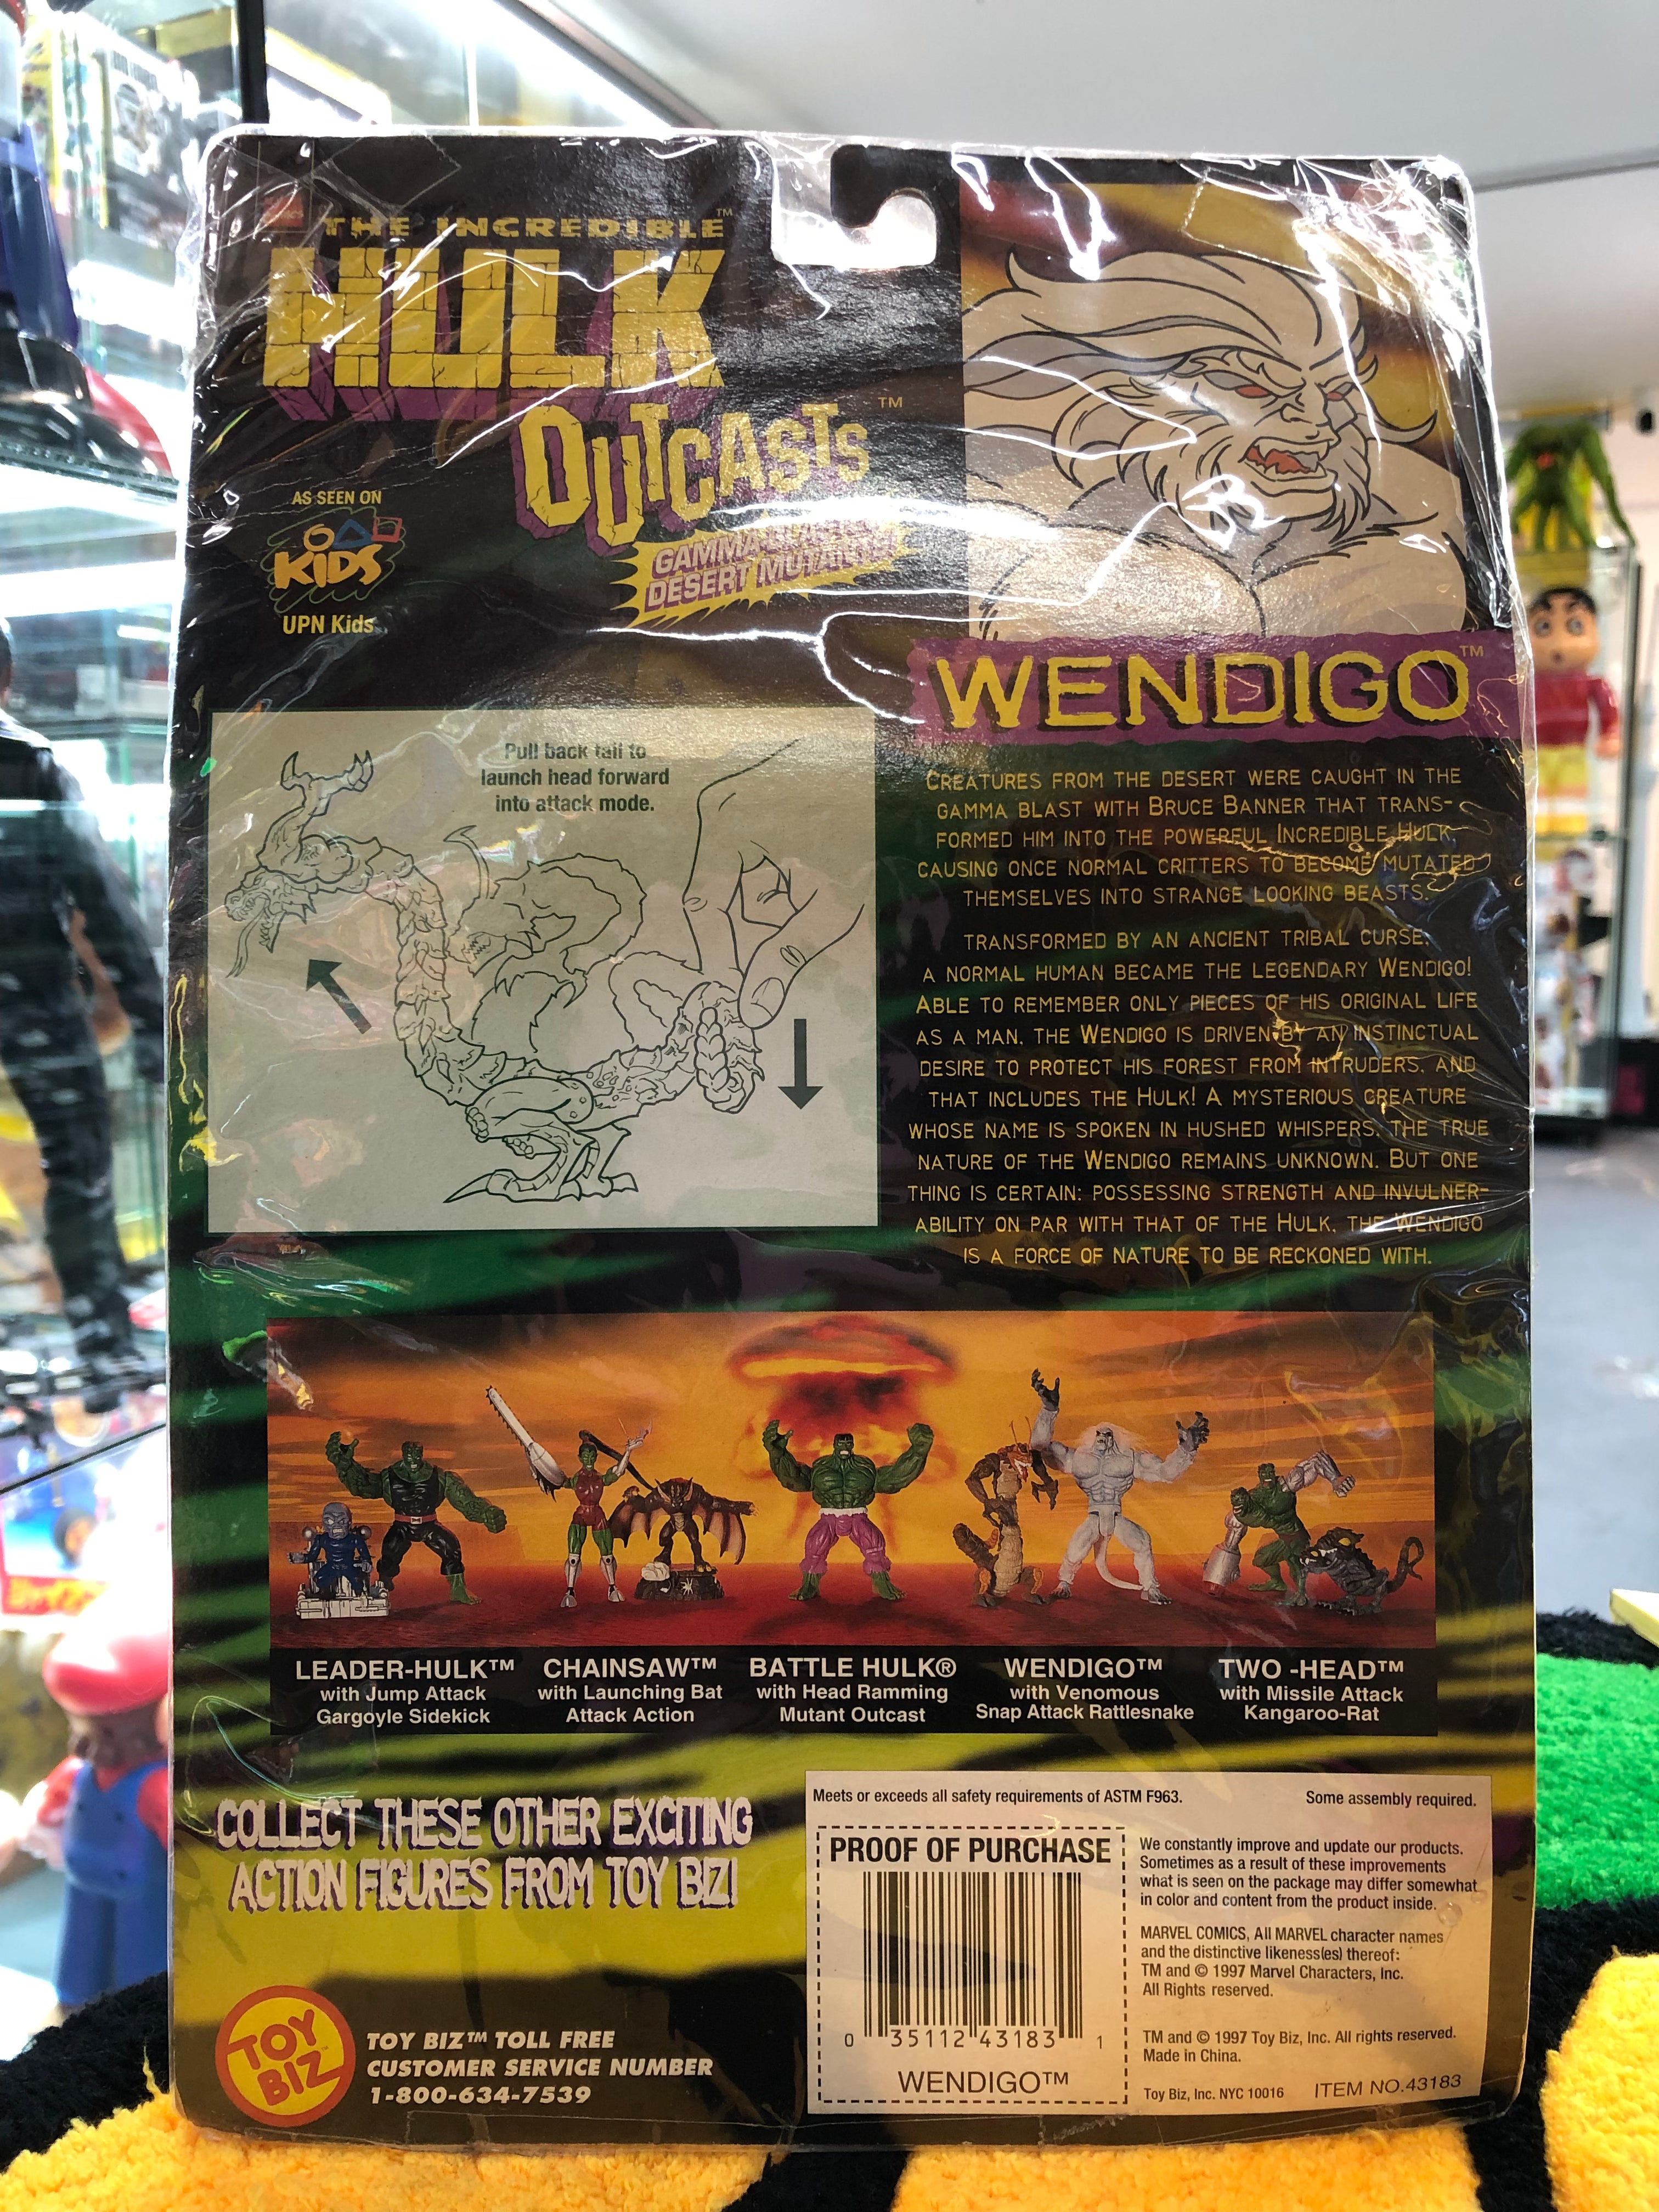 THE INCREDIBLE™
HULK
OUTCASTS™
GAMMA-BLASTED
DESERT MUTANTS!
AS SEEN ON
KIDS
UPN Kids
WENDIGO™
Pull back tail to
launch head forward
into attack mode.
CREATURES FROM THE DESERT WERE CAUGHT IN THE
GAMMA BLAST WITH BRUCE BANNER THAT TRANS-
FORMED HIM INTO THE POWERFUL INCREDIBLE HULK
CAUSING ONCE NORMAL CRITTERS TO BECOME MUTATED
THEMSELVES INTO STRANGE LOOKING BEASTS.
TRANSFORMED BY AN ANCIENT TRIBAL CURSE,
A NORMAL HUMAN BECAME THE LEGENDARY WENDIGO!
ABLE TO REMEMBER ONLY PIECES OF HIS ORIGINAL LIFE
AS A MAN, THE WENDIGO IS DRIVEN BY AN INSTINCTUAL
DESIRE TO PROTECT HIS FOREST FROM INTRUDERS, AND
THAT INCLUDES THE HULK! A MYSTERIOUS CREATURE
WHOSE NAME IS SPOKEN IN HUSHED WHISPERS, THE TRUE
NATURE OF THE WENDIGO REMAINS UNKNOWN. BUT ONE
THING IS CERTAIN: POSSESSING STRENGTH AND INVULNER-
ABILITY ON PAR WITH THAT OF THE HULK, THE WENDIGO
IS A FORCE OF NATURE TO BE RECKONED WITH.
LEADER-HULK™
with Jump Attack
Gargoyle Sidekick
CHAINSAW™
with Launching Bat
Attack Action
BATTLE HULK®
with Head Ramming
Mutant Outcast
WENDIGO™
with Venomous
Snap Attack Rattlesnake
TWO -HEAD™
with Missile Attack
Kangaroo-Rat
COLLECT THESE OTHER EXCITING
ACTION FIGURES FROM TOY BIZ!
TOY
BIZ
TOY BIZ™ TOLL FREE
CUSTOMER SERVICE NUMBER
1-800-634-7539
Meets or exceeds all safety requirements of ASTM F963.
Some assembly required.
PROOF OF PURCHASE
0 35112 43183 1
WENDIGO™
We constantly improve and update our products.
Sometimes as a result of these improvements
what is seen on the package may differ somewhat
in color and content from the product inside.
MARVEL COMICS, All MARVEL character names
and the distinctive likeness(es) thereof:
TM and © 1997 Marvel Characters, Inc.
All Rights reserved.
TM and © 1997 Toy Biz, Inc. All rights reserved.
Made in China.
Toy Biz, Inc. NYC 10016
ITEM NO.43183